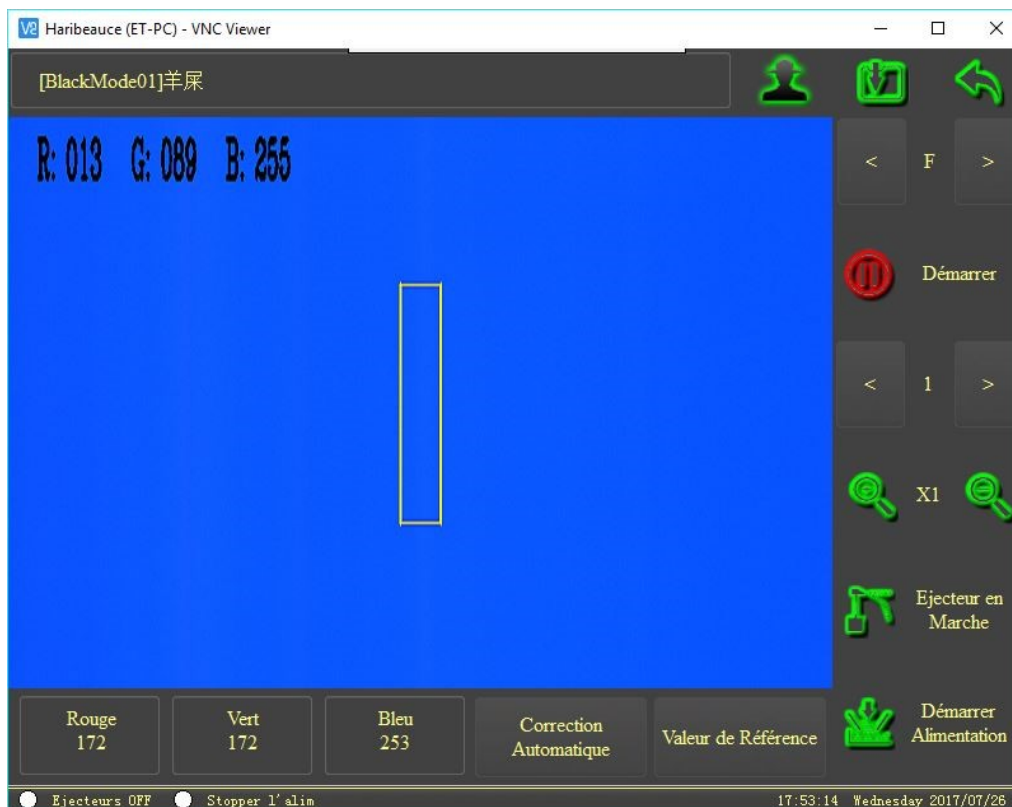 Haribeauce (ET-PC) - VNC Viewer
[BlackMode01]羊屎
R: 013 G: 089 B: 255
< F >
Démarrer
< 1 >
X1
Ejecteur en
Marche
Rouge
172
Vert
172
Bleu
253
Correction
Automatique
Valeur de Référence
Démarrer
Alimentation
Ejecteurs OFF
Stopper l'alim
17:53:14 Wednesday 2017/07/26